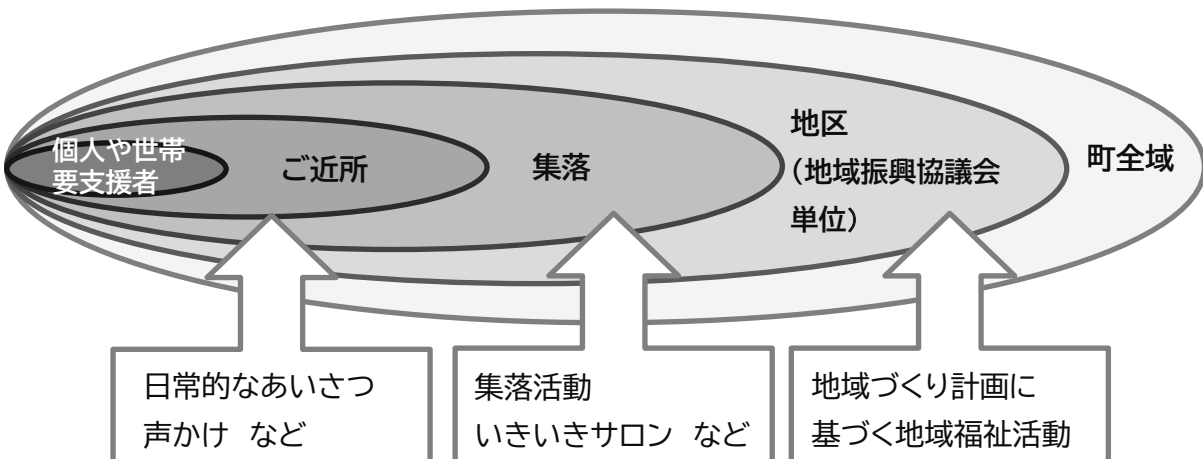 個人や世帯
要支援者
ご近所
集落
地区
（地域振興協議会
単位）
町全域
日常的なあいさつ
声かけ など
集落活動
いきいきサロン など
地域づくり計画に
基づく地域福祉活動